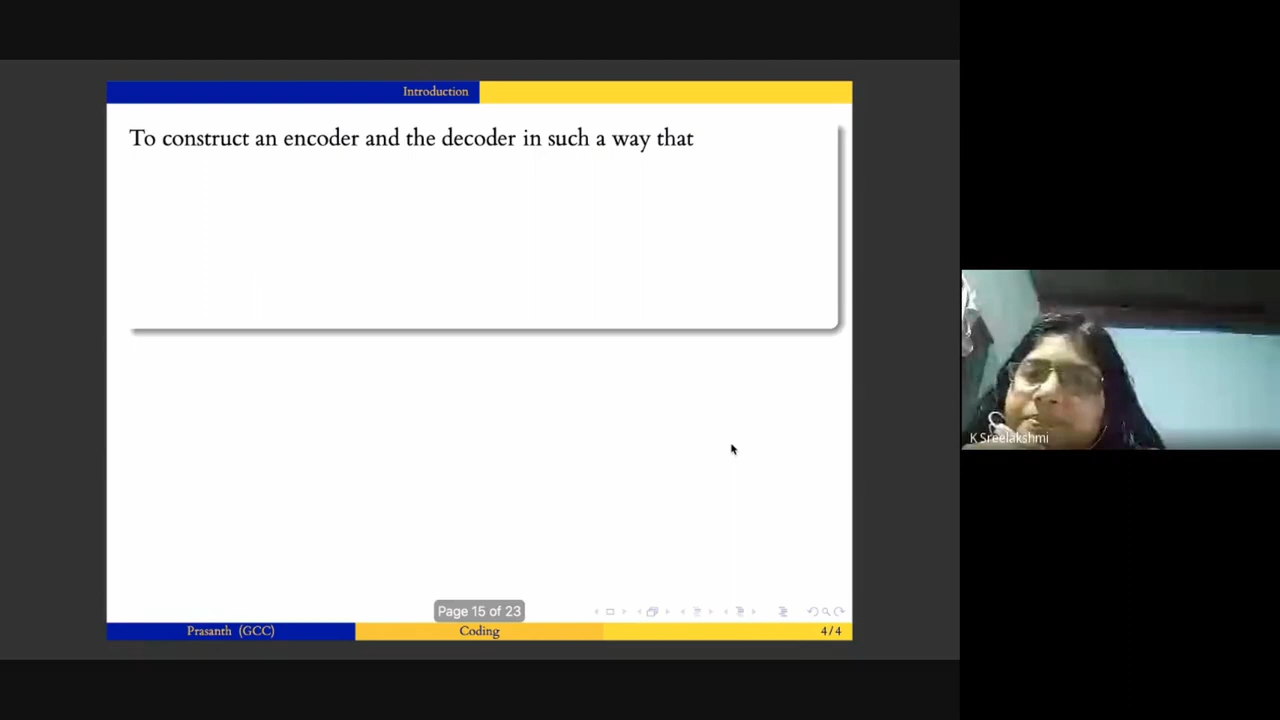 Introduction
To construct an encoder and the decoder in such a way that
K Sreelakshmi
Page 15 of 23
Prasanth (GCC)
Coding
4/4